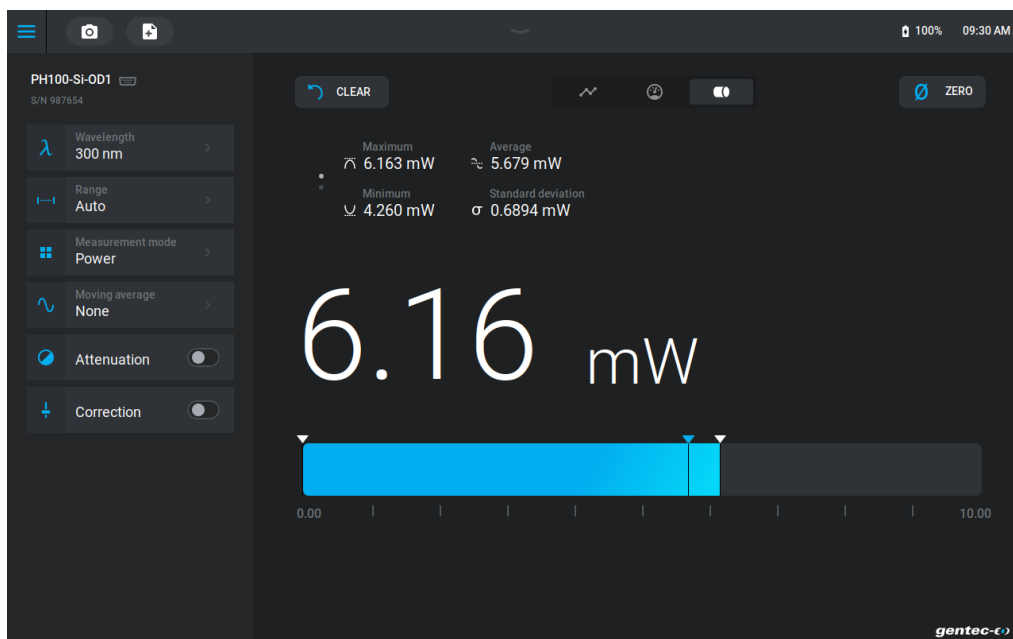 100% 09:30 AM
PH100-Si-OD1
S/N 987654
λ Wavelength
300 nm
Range
Auto
Measurement mode
Power
Moving average
None
Attenuation
Correction
CLEAR
ZERO
Maximum
6.163 mW
Average
5.679 mW
Minimum
4.260 mW
Standard deviation
σ 0.6894 mW
6.16 mW
0.00 10.00
gentec-eo